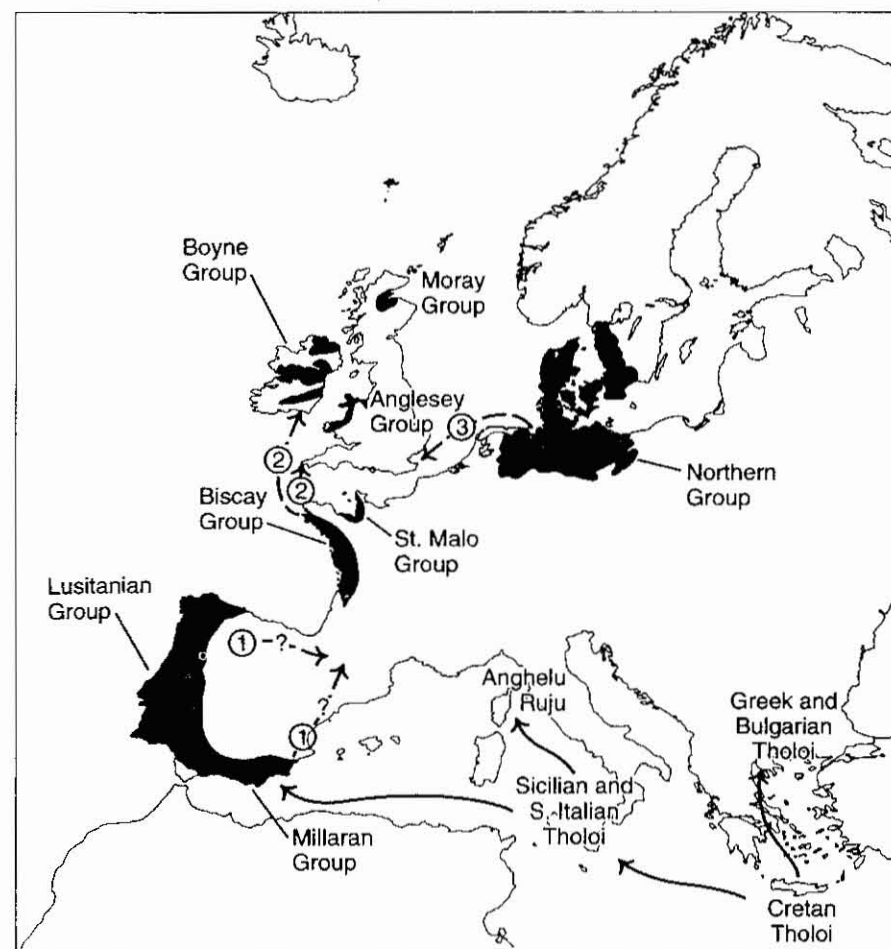 Boyne
Group
Moray
Group
Anglesey
Group
3
2
2
Biscay
Group
Northern
Group
St. Malo
Group
Lusitanian
Group
1 -?-
?
1
Anghelu
Ruju
Greek and
Bulgarian
Tholoi
Sicilian and
S. Italian
Tholoi
Millaran
Group
Cretan
Tholoi